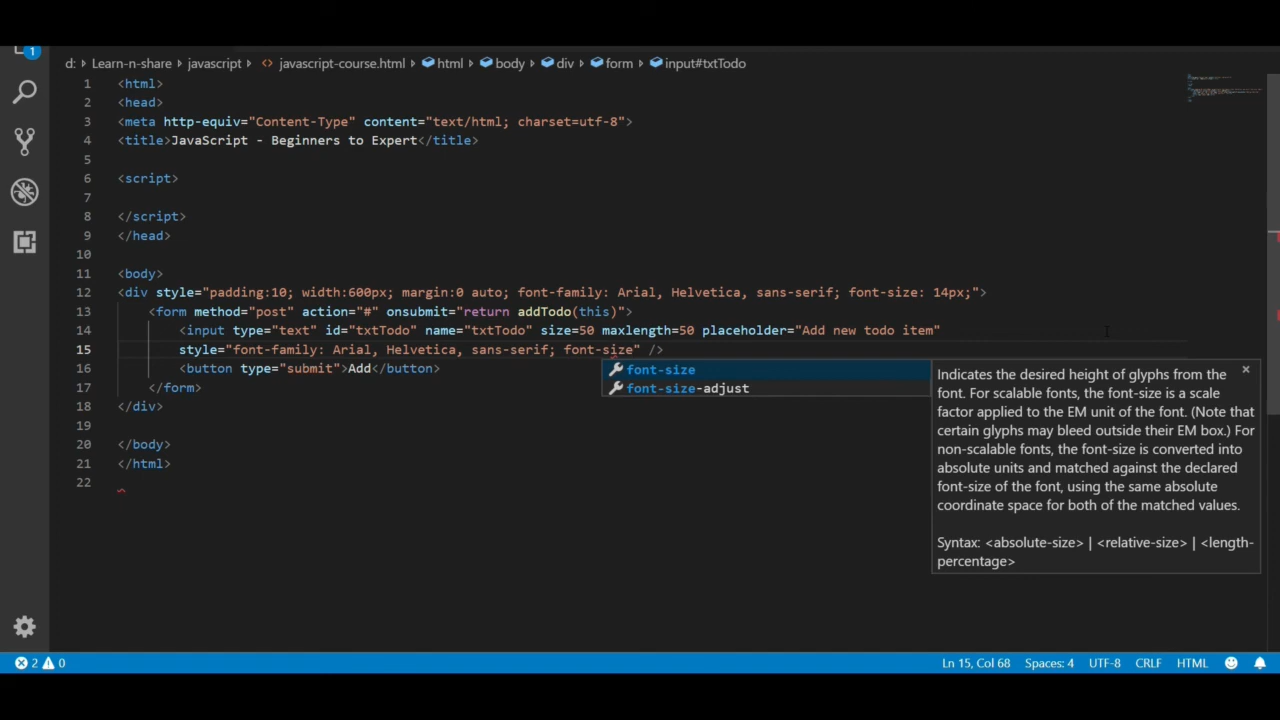 1
d: › Learn-n-share › javascript › <> javascript-course.html › html › body › div › form › input#txtTodo
1 <html>
2 <head>
3 <meta http-equiv="Content-Type" content="text/html; charset=utf-8">
4 <title>JavaScript - Beginners to Expert</title>
5
6 <script>
7
8 </script>
9 </head>
10
11 <body>
12 <div style="padding:10; width:600px; margin:0 auto; font-family: Arial, Helvetica, sans-serif; font-size: 14px;">
13 <form method="post" action="#" onsubmit="return addTodo(this)">
14 <input type="text" id="txtTodo" name="txtTodo" size=50 maxlength=50 placeholder="Add new todo item"
15 style="font-family: Arial, Helvetica, sans-serif; font-size" />
16 <button type="submit">Add</button>
17 </form>
18 </div>
19
20 </body>
21 </html>
22
font-size
font-size-adjust
Indicates the desired height of glyphs from the
font. For scalable fonts, the font-size is a scale
factor applied to the EM unit of the font. (Note that
certain glyphs may bleed outside their EM box.) For
non-scalable fonts, the font-size is converted into
absolute units and matched against the declared
font-size of the font, using the same absolute
coordinate space for both of the matched values.
Syntax: <absolute-size> | <relative-size> | <length-
percentage>
2 0 Ln 15, Col 68 Spaces: 4 UTF-8 CRLF HTML